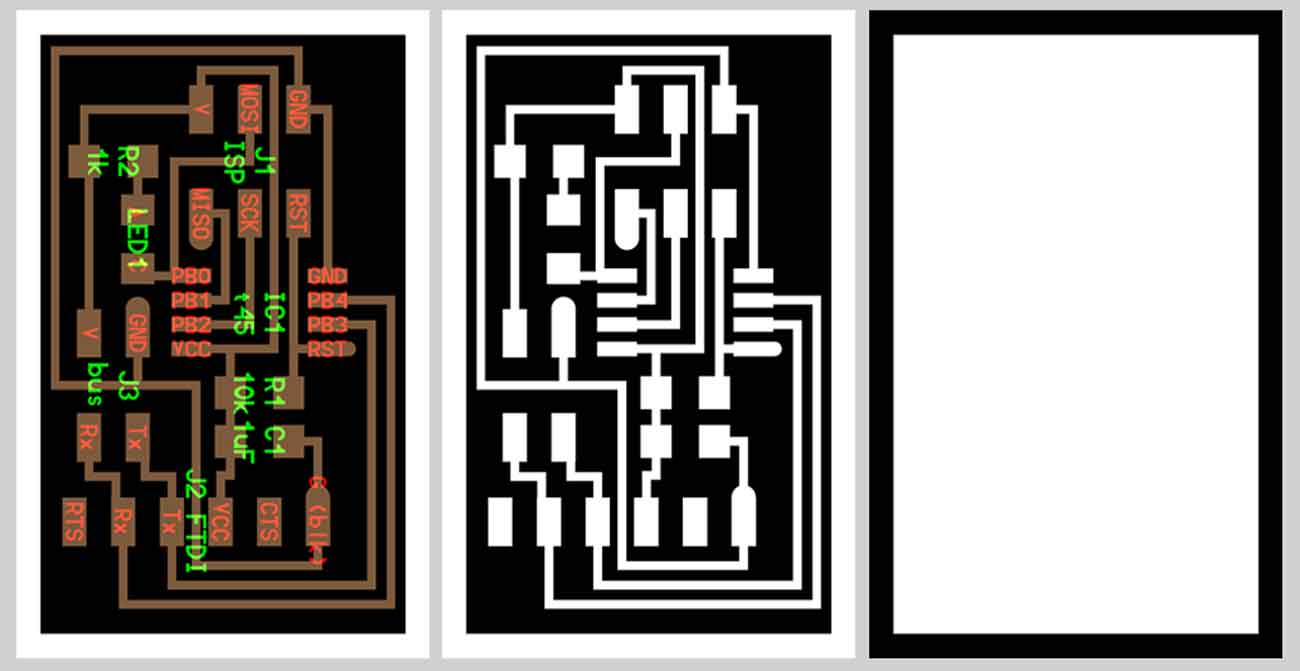 V
MOSI
GND
1k
R2
ISP
J1
MISO
SCK
RST
LED1
C
PB0
GND
PB1
PB4
PB2
PB3
VCC
RST
t45
IC1
V
GND
bus
J3
10k
R1
Rx
Tx
1uF
C1
J2 FTDI
RTS
Rx
Tx
VCC
CTS
G (blk)